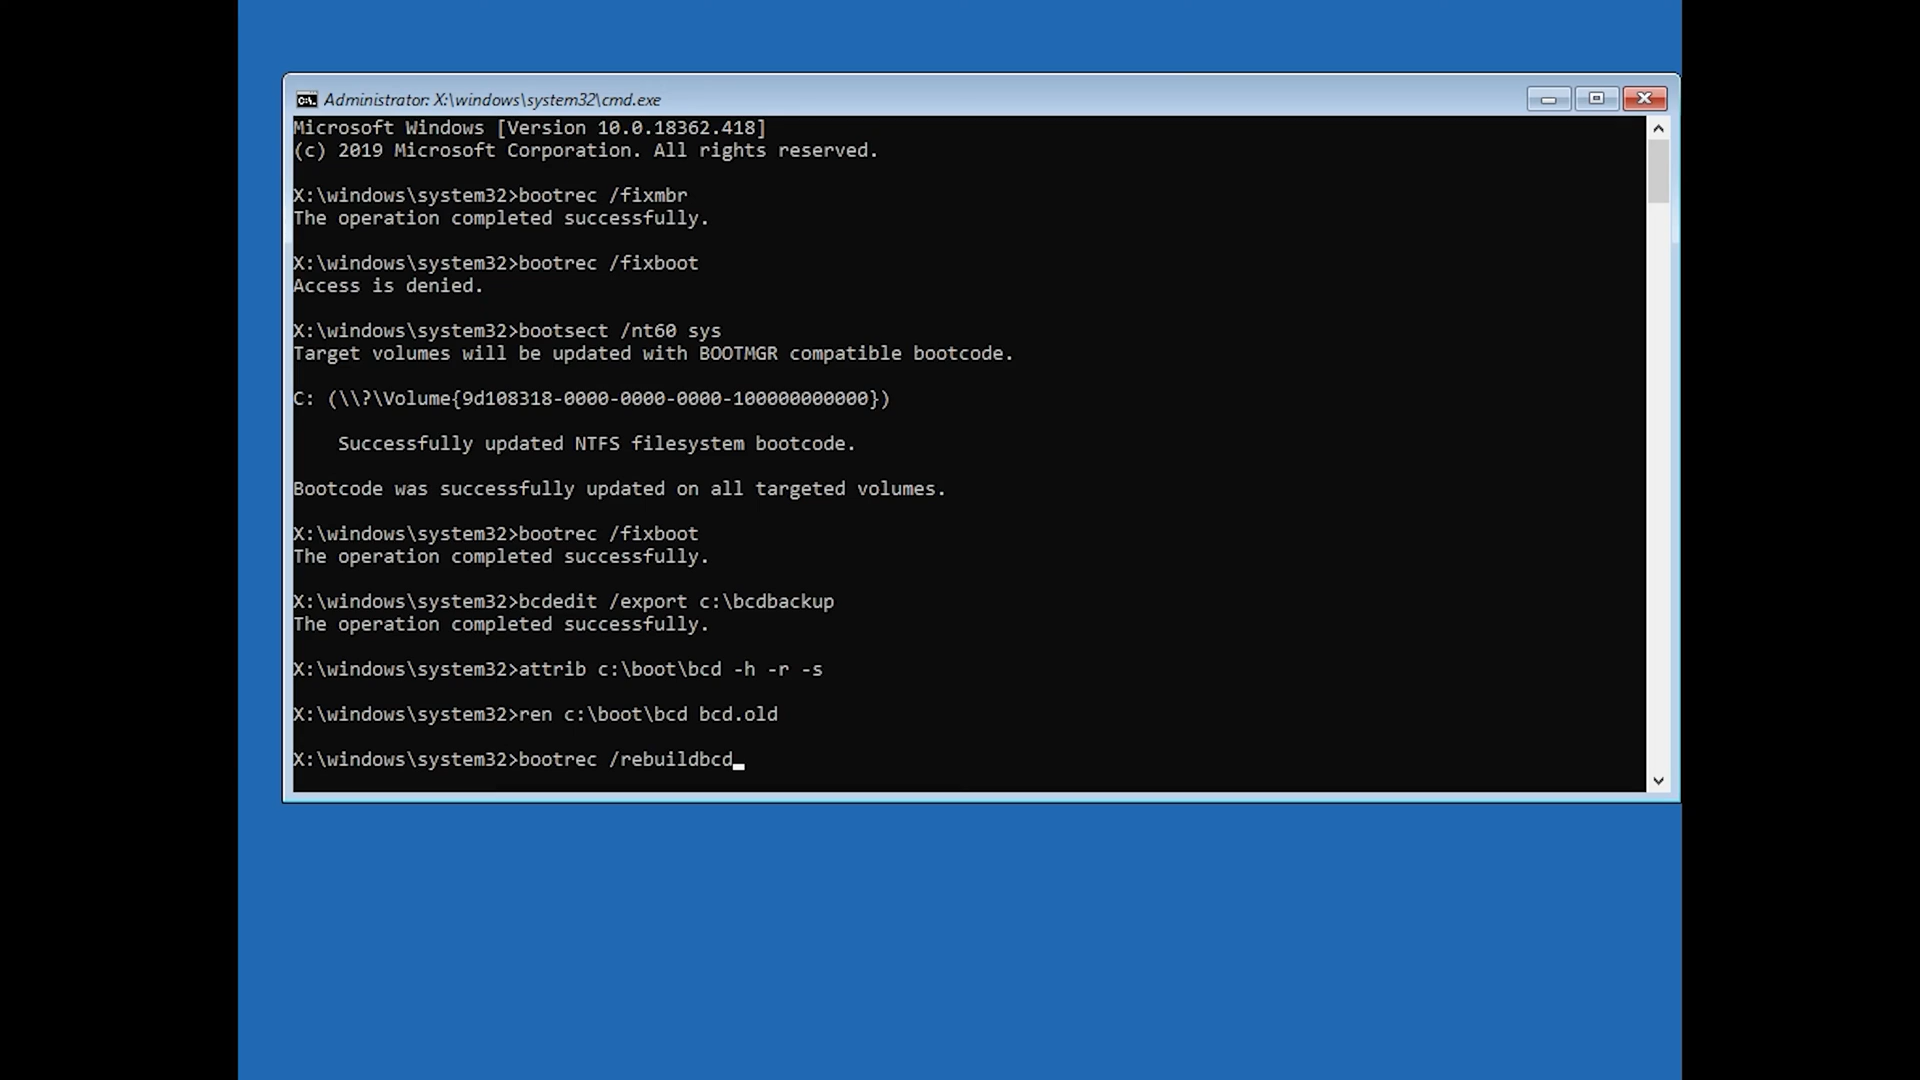 Administrator: X:\windows\system32\cmd.exe
Microsoft Windows [Version 10.0.18362.418]
(c) 2019 Microsoft Corporation. All rights reserved.
X:\windows\system32>bootrec /fixmbr
The operation completed successfully.
X:\windows\system32>bootrec /fixboot
Access is denied.
X:\windows\system32>bootsect /nt60 sys
Target volumes will be updated with BOOTMGR compatible bootcode.
C: (\\?\Volume{9d108318-0000-0000-0000-100000000000})
Successfully updated NTFS filesystem bootcode.
Bootcode was successfully updated on all targeted volumes.
X:\windows\system32>bootrec /fixboot
The operation completed successfully.
X:\windows\system32>bcdedit /export c:\bcdbackup
The operation completed successfully.
X:\windows\system32>attrib c:\boot\bcd -h -r -s
X:\windows\system32>ren c:\boot\bcd bcd.old
X:\windows\system32>bootrec /rebuildbcd